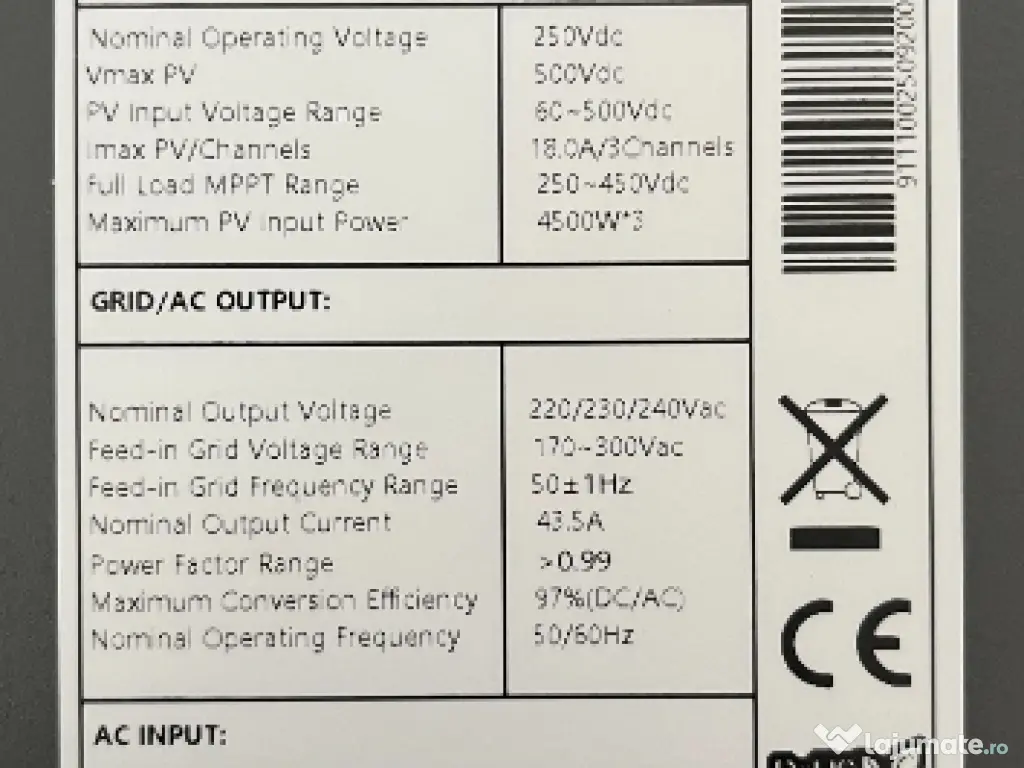 Nominal Operating Voltage 250Vdc
Vmax PV 500Vdc
PV Input Voltage Range 60~500Vdc
Imax PV/Channels 18.0A/3Channels
Full Load MPPT Range 250~450Vdc
Maximum PV Input Power 4500W*3
GRID/AC OUTPUT:
Nominal Output Voltage 220/230/240Vac
Feed-in Grid Voltage Range 170~300Vac
Feed-in Grid Frequency Range 50±1Hz
Nominal Output Current 43.5A
Power Factor Range >0.99
Maximum Conversion Efficiency 97%(DC/AC)
Nominal Operating Frequency 50/60Hz
AC INPUT:
9111002509200
CE
lajumate.ro